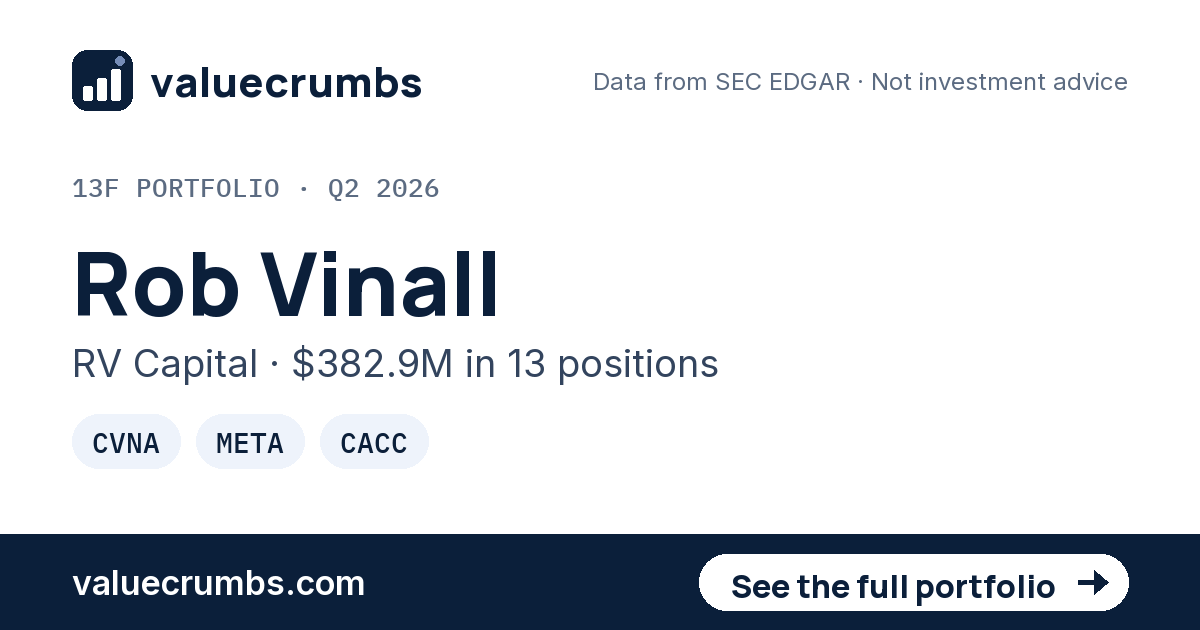 valuecrumbs
Data from SEC EDGAR · Not investment advice
13F PORTFOLIO · Q2 2026
Rob Vinall
RV Capital · $382.9M in 13 positions
CVNA META CACC
valuecrumbs.com
See the full portfolio →